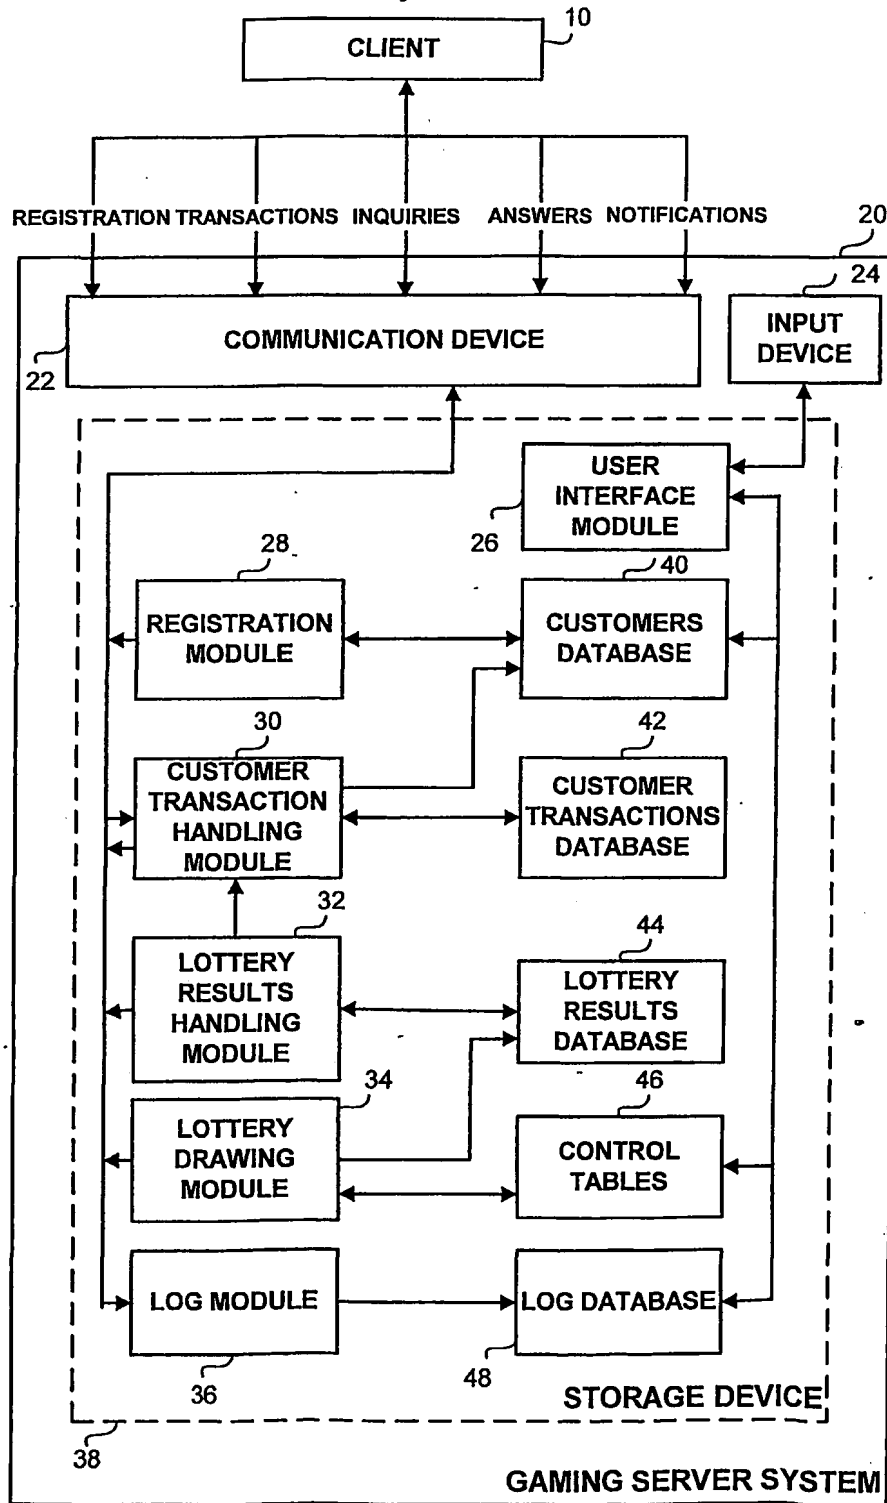 10
CLIENT
REGISTRATION TRANSACTIONS INQUIRIES ANSWERS NOTIFICATIONS
20
24
COMMUNICATION DEVICE
INPUT
DEVICE
22
USER
INTERFACE
MODULE
26
28
40
REGISTRATION
MODULE
CUSTOMERS
DATABASE
30
42
CUSTOMER
TRANSACTION
HANDLING
MODULE
CUSTOMER
TRANSACTIONS
DATABASE
32
44
LOTTERY
RESULTS
HANDLING
MODULE
LOTTERY
RESULTS
DATABASE
34
46
LOTTERY
DRAWING
MODULE
CONTROL
TABLES
LOG MODULE
LOG DATABASE
36
48
STORAGE DEVICE
38
GAMING SERVER SYSTEM